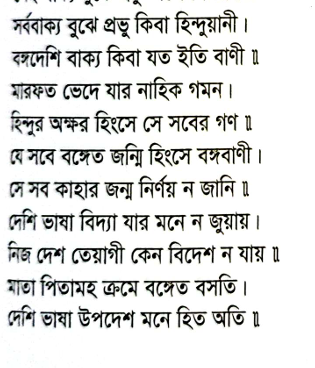 সর্ববাক্য বুঝে প্রভু কিবা হিন্দুয়ানী।
বঙ্গদেশি বাক্য কিবা যত ইতি বাণী॥
মারফত ভেদে যার নাহিক গমন।
হিন্দুর অক্ষর হিংসে সে সবের গণ॥
যে সবে বঙ্গেত জন্মি হিংসে বঙ্গবাণী।
সে সব কাহার জন্ম নির্ণয় ন জানি॥
দেশি ভাষা বিদ্যা যার মনে ন জুয়ায়।
নিজ দেশ তেয়াগী কেন বিদেশ ন যায়॥
মাতা পিতামহ ক্রমে বঙ্গেত বসতি।
দেশি ভাষা উপদেশ মনে হিত অতি॥